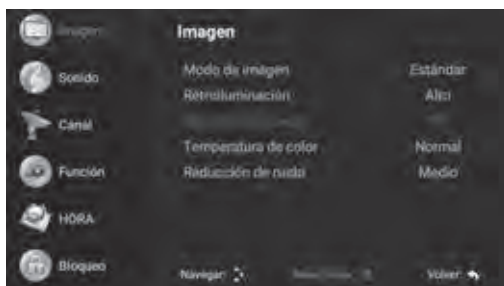 Imagen
Imagen
Sonido
Canal
Función
HORA
Bloqueo
Modo de imagen Estándar
Retroiluminación Alto
Temperatura de color Normal
Reducción de ruido Medio
Navegar Volver